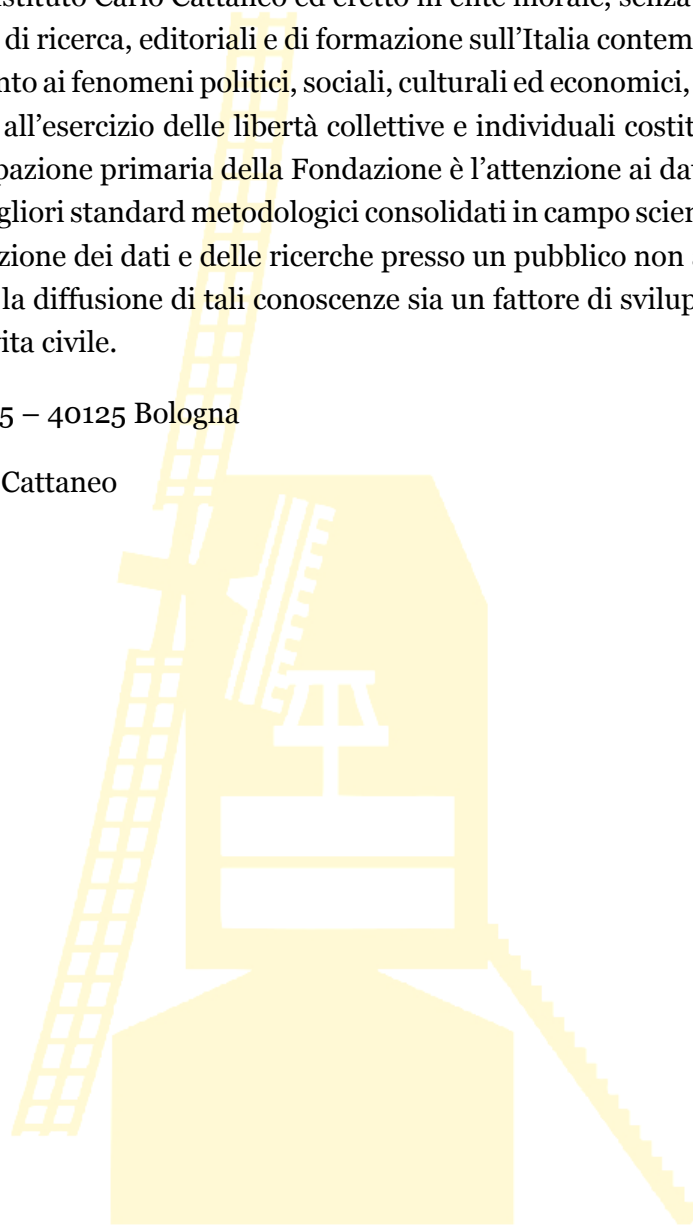 stituto Carlo Cattaneo ed eretto in ente morale, senza
di ricerca, editoriali e di formazione sull’Italia contem
nto ai fenomeni politici, sociali, culturali ed economici,
all’esercizio delle libertà collettive e individuali costit
pazione primaria della Fondazione è l’attenzione ai dat
gliori standard metodologici consolidati in campo scien
zione dei dati e delle ricerche presso un pubblico non
la diffusione di tali conoscenze sia un fattore di svilup
vita civile.
5 – 40125 Bologna
Cattaneo